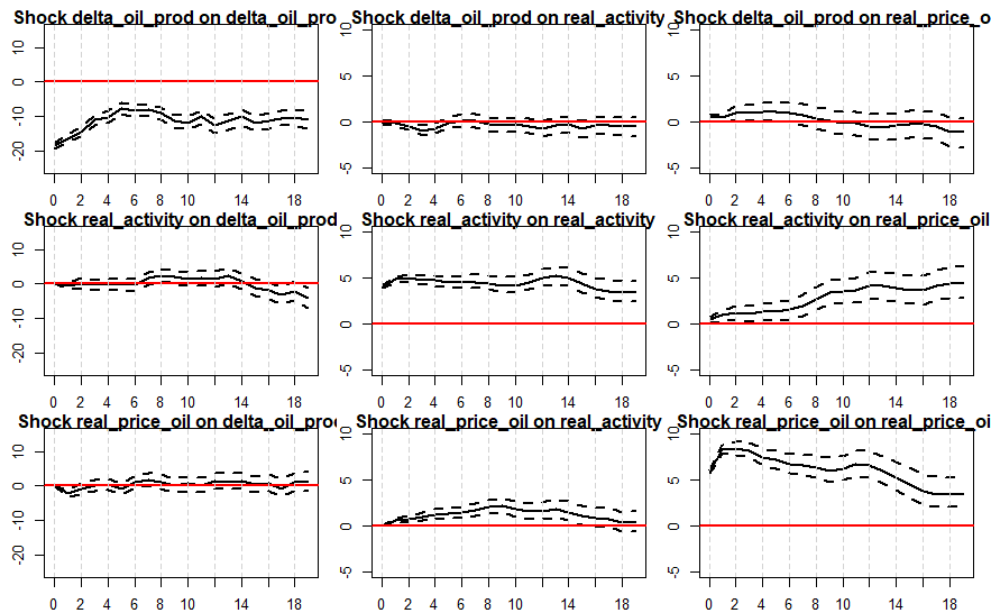 Shock delta_oil_prod on delta_oil_pro
10
0
-10
-20
0 2 4 6 8 10 14 18
Shock delta_oil_prod on real_activity
10
5
0
-5
0 2 4 6 8 10 14 18
Shock delta_oil_prod on real_price_o
10
5
0
-5
0 2 4 6 8 10 14 18
Shock real_activity on delta_oil_prod
10
0
-10
-20
0 2 4 6 8 10 14 18
Shock real_activity on real_activity
10
5
0
-5
0 2 4 6 8 10 14 18
Shock real_activity on real_price_oil
10
5
0
-5
0 2 4 6 8 10 14 18
Shock real_price_oil on delta_oil_pro
10
0
-10
-20
0 2 4 6 8 10 14 18
Shock real_price_oil on real_activity
10
5
0
-5
0 2 4 6 8 10 14 18
Shock real_price_oil on real_price_oi
10
5
0
-5
0 2 4 6 8 10 14 18